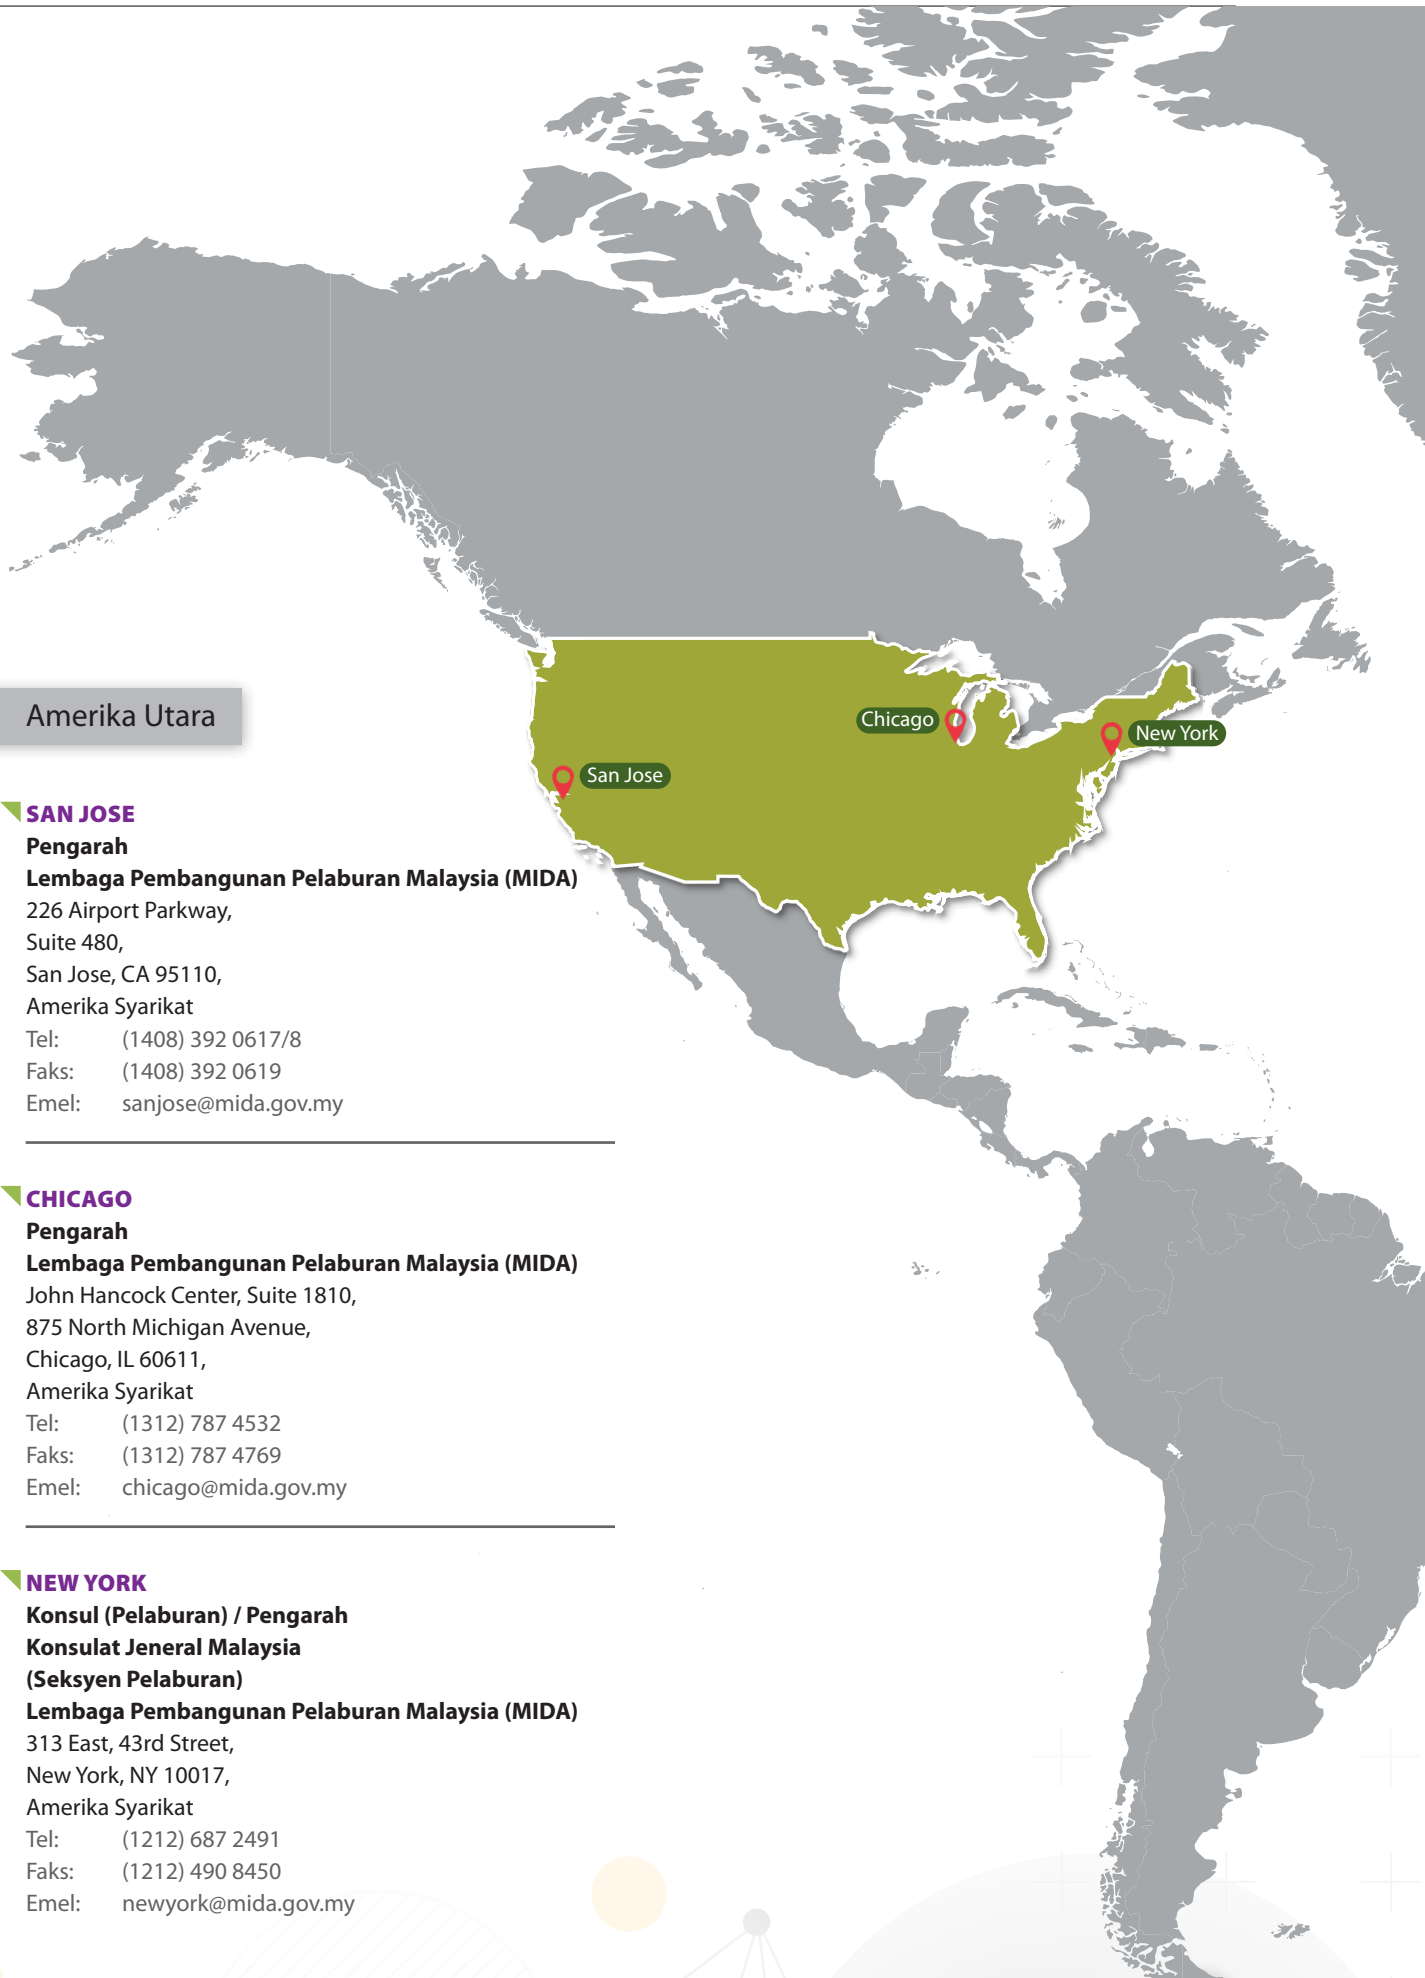 Amerika Utara
Chicago
New York
San Jose
SAN JOSE
Pengarah
Lembaga Pembangunan Pelaburan Malaysia (MIDA)
226 Airport Parkway,
Suite 480,
San Jose, CA 95110,
Amerika Syarikat
Tel: (1408) 392 0617/8
Faks: (1408) 392 0619
Emel: sanjose@mida.gov.my
CHICAGO
Pengarah
Lembaga Pembangunan Pelaburan Malaysia (MIDA)
John Hancock Center, Suite 1810,
875 North Michigan Avenue,
Chicago, IL 60611,
Amerika Syarikat
Tel: (1312) 787 4532
Faks: (1312) 787 4769
Emel: chicago@mida.gov.my
NEW YORK
Konsul (Pelaburan) / Pengarah
Konsulat Jeneral Malaysia
(Seksyen Pelaburan)
Lembaga Pembangunan Pelaburan Malaysia (MIDA)
313 East, 43rd Street,
New York, NY 10017,
Amerika Syarikat
Tel: (1212) 687 2491
Faks: (1212) 490 8450
Emel: newyork@mida.gov.my